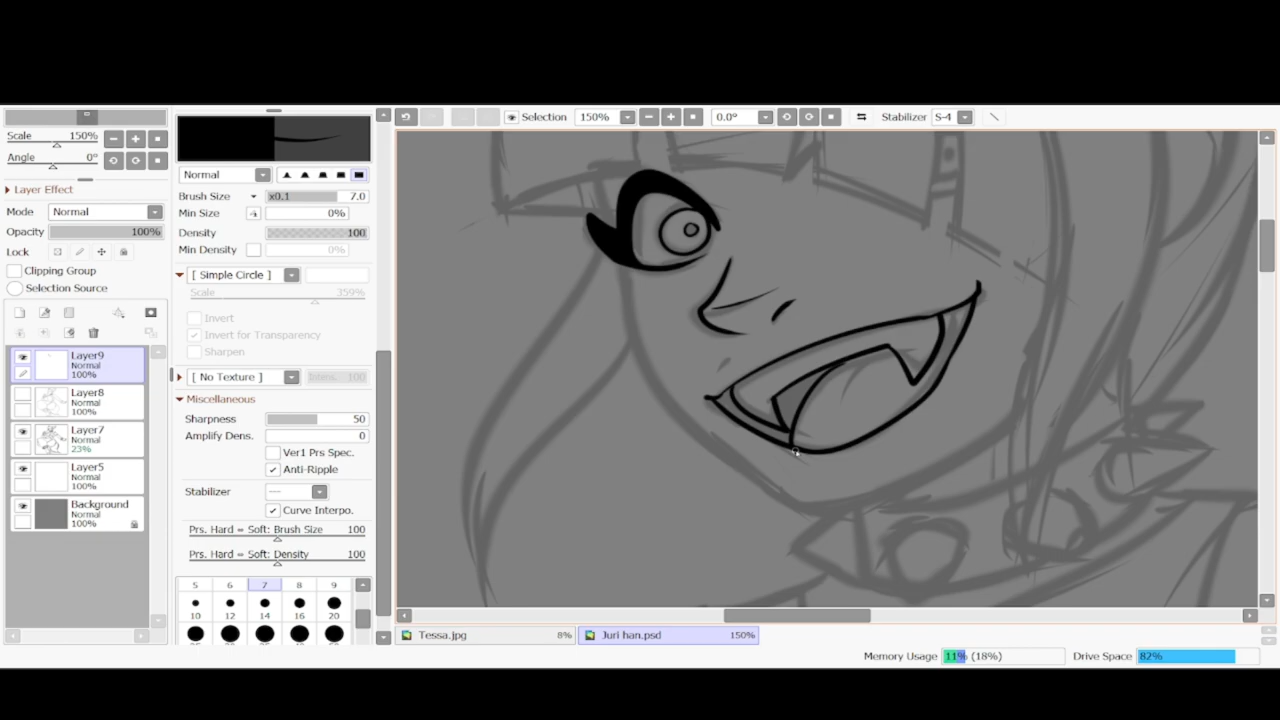 Selection 150% 0.0° Stabilizer S-4
Scale 150%
Angle 0°
Layer Effect
Mode Normal
Opacity 100%
Lock
Clipping Group
Selection Source
Layer9
Normal
100%
Layer8
Normal
100%
Layer7
Normal
23%
Layer5
Normal
100%
Background
Normal
100%
Normal
Brush Size x0.1 7.0
Min Size 0%
Density 100
Min Density 0%
[ Simple Circle ]
Scale 359%
Invert
Invert for Transparency
Sharpen
[ No Texture ] 100
Miscellaneous
Sharpness 50
Amplify Dens. 0
Ver1 Prs Spec.
Anti-Ripple
Stabilizer
Curve Interpo.
Prs. Hard ⇔ Soft: Brush Size 100
Prs. Hard ⇔ Soft: Density 100
5 6 7 8 9
10 12 14 16 20
Tessa.jpg 8% Juri han.psd 150%
Memory Usage 11% (18%) Drive Space 82%